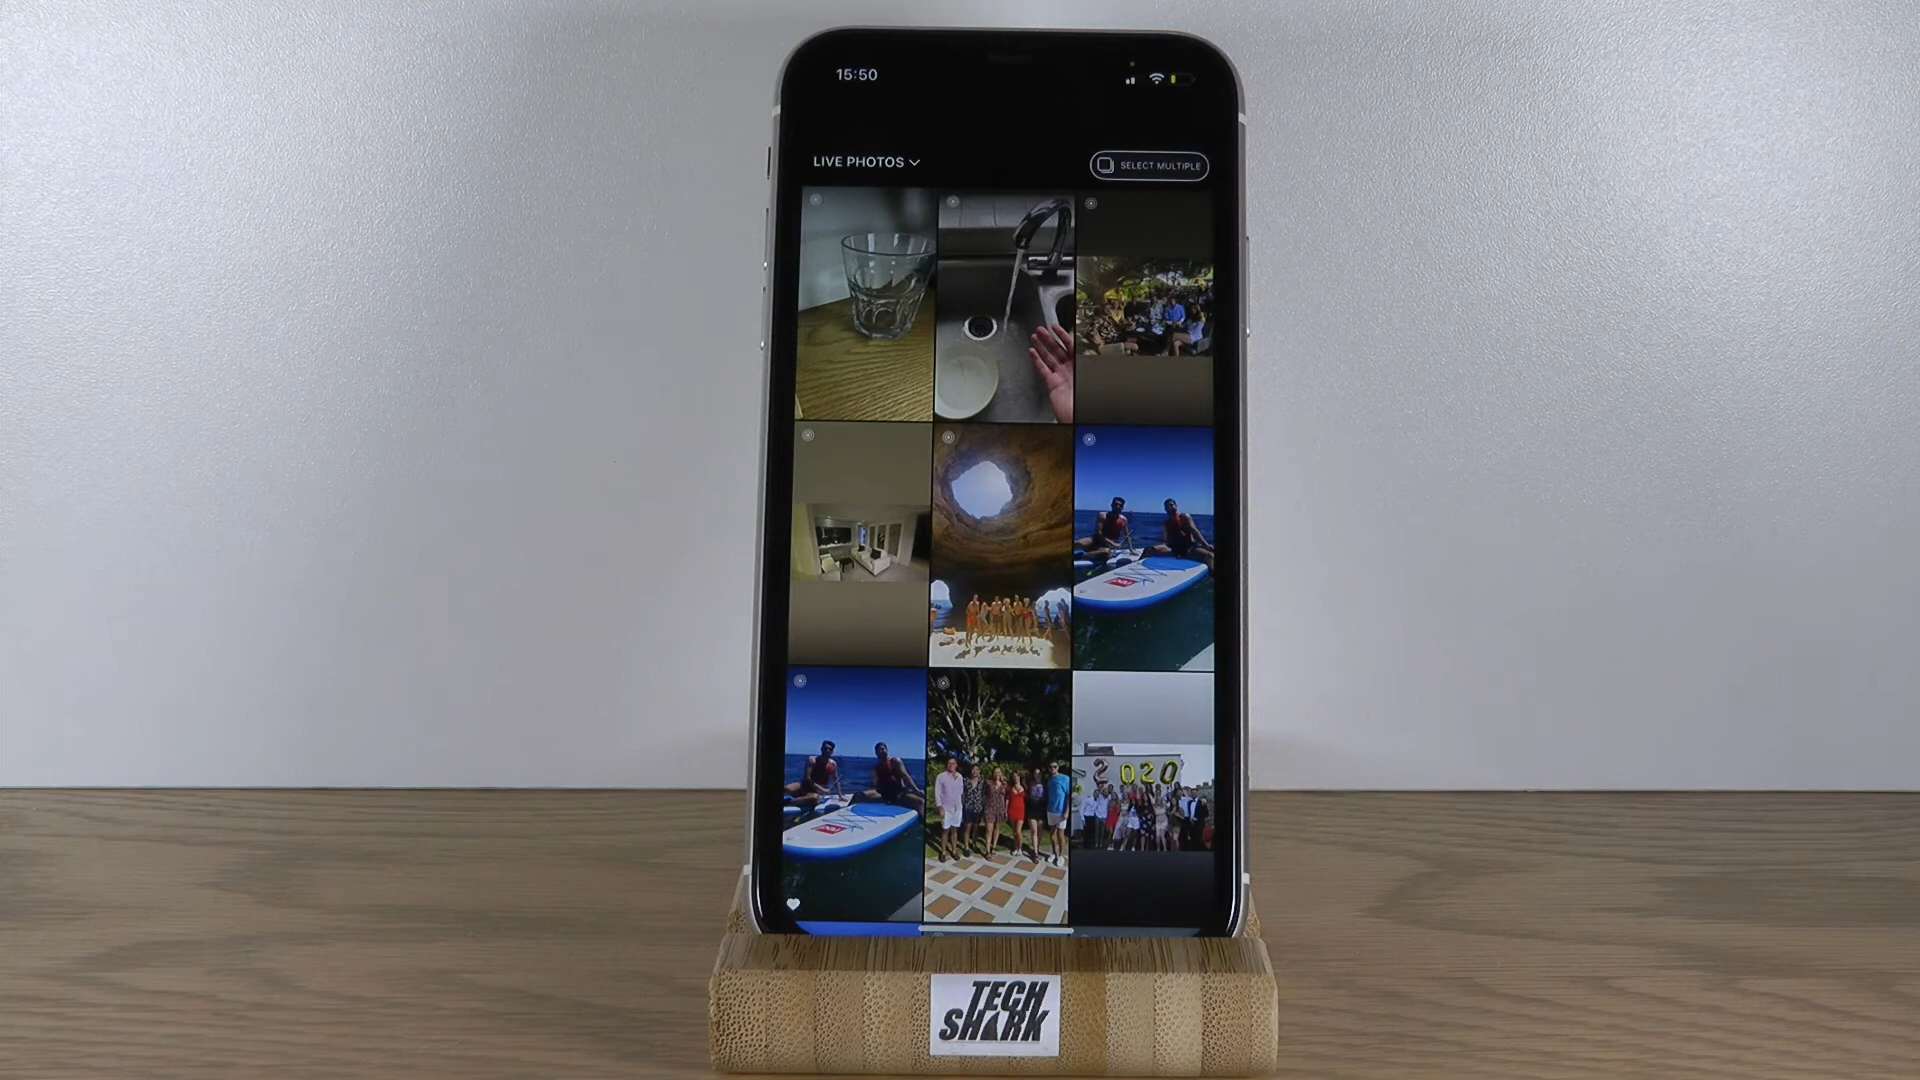 15:50
LIVE PHOTOS
SELECT MULTIPLE
2020
TECH
SHARK